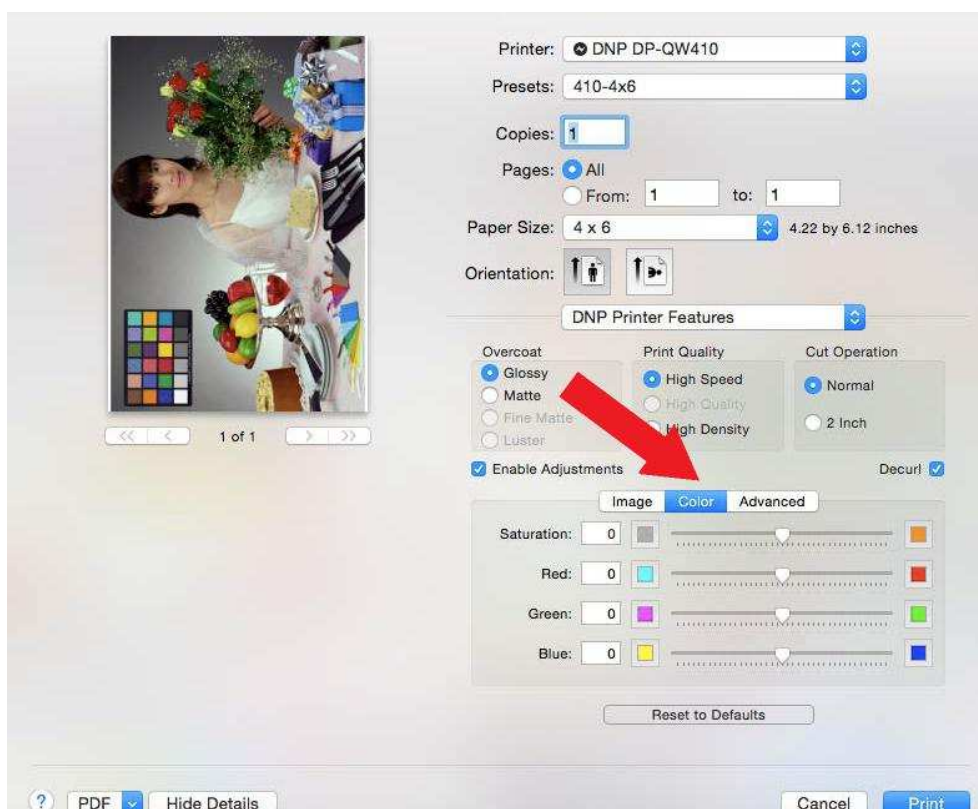 Printer: DNP DP-QW410
Presets: 410-4x6
Copies: 1
Pages: All
From: 1 to: 1
Paper Size: 4 x 6 4.22 by 6.12 inches
Orientation:
DNP Printer Features
Overcoat Print Quality Cut Operation
Glossy High Speed Normal
Matte High Quality
Fine Matte High Density 2 Inch
Luster
1 of 1
Enable Adjustments Decurl
Image Color Advanced
Saturation: 0
Red: 0
Green: 0
Blue: 0
Reset to Defaults
? PDF Hide Details Cancel Print